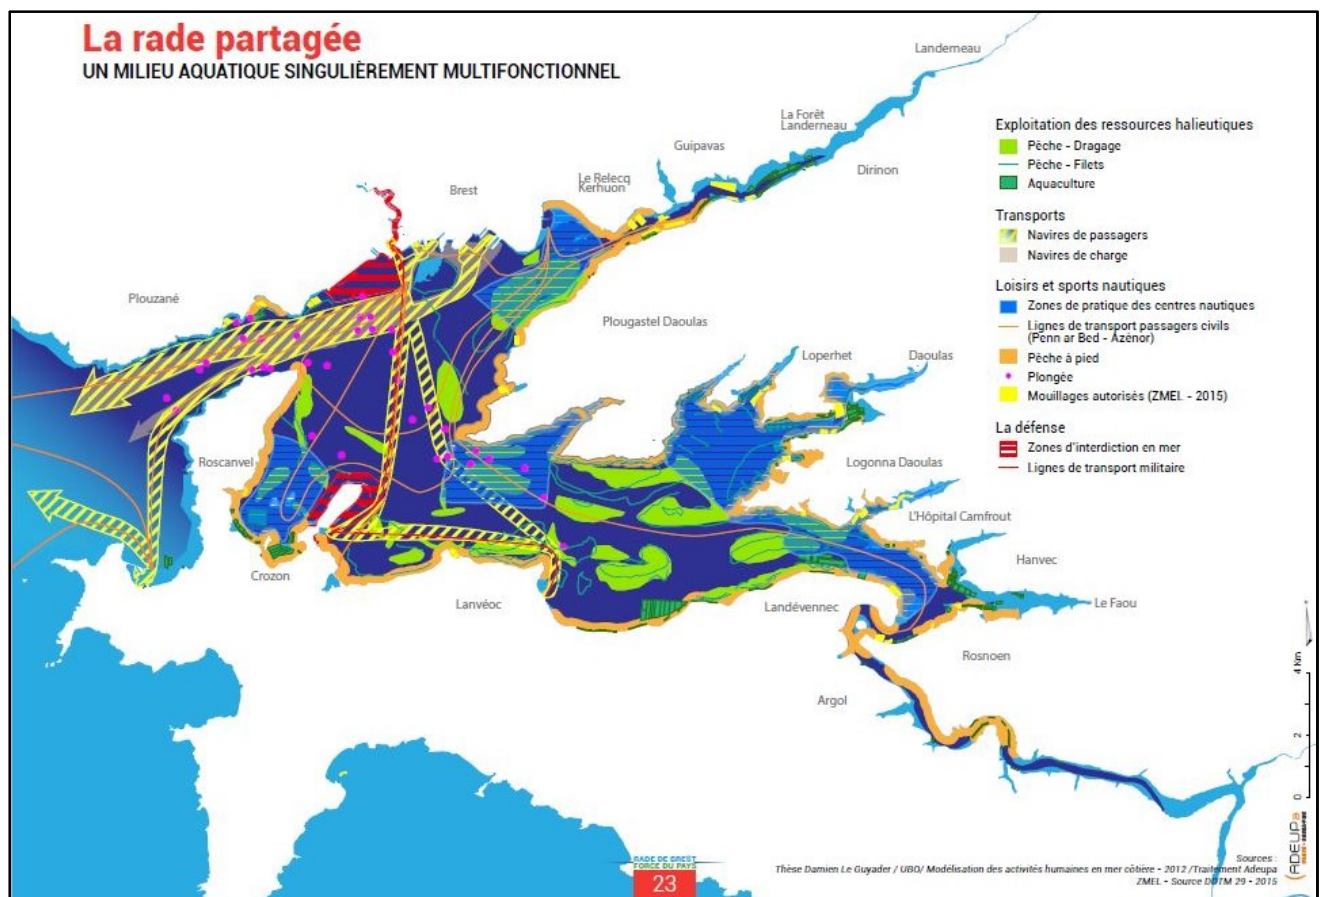 La rade partagée
UN MILIEU AQUATIQUE SINGULIÈREMENT MULTIFONCTIONNEL
Landerneau
La Forêt
Landerneau
Guipavas
Dirinon
Le Relecq
Kerhuon
Brest
Plouzané
Plougastel Daoulas
Loperhet
Daoulas
Roscanvel
Logonna Daoulas
L'Hôpital Camfrout
Hanvec
Crozon
Lanvéoc
Landévennec
Le Faou
Rosnoen
Argol
Exploitation des ressources halieutiques
Pêche - Dragage
Pêche - Filets
Aquaculture
Transports
Navires de passagers
Navires de charge
Loisirs et sports nautiques
Zones de pratique des centres nautiques
Lignes de transport passagers civils
(Penn ar Bed - Azénor)
Pêche à pied
Plongée
Mouillages autorisés (ZMEL - 2015)
La défense
Zones d'interdiction en mer
Lignes de transport militaire
4 Km
2
0
ADEUPa
RADE DE BREST
FORCE DU PAYS
23
Sources :
Thèse Damien Le Guyader / UBO/ Modélisation des activités humaines en mer côtière - 2012 /Traitement Adeupa
ZMEL - Source DDTM 29 - 2015